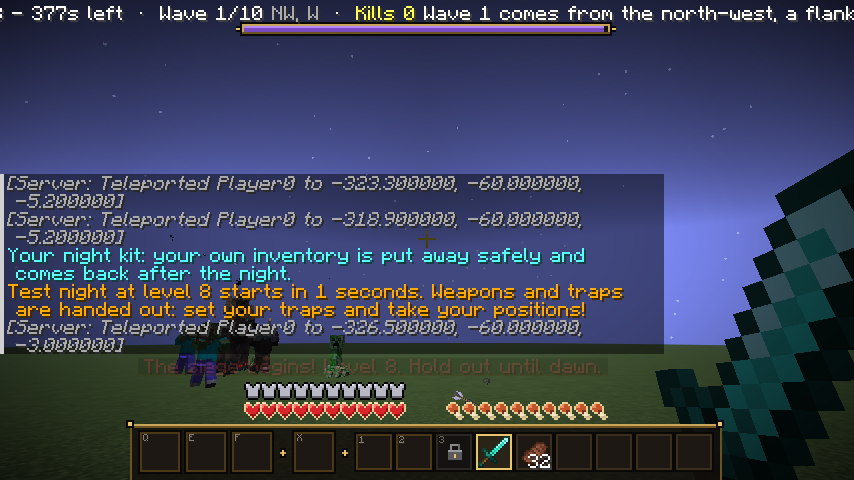 - 377s left · Wave 1/10 NW, W · Kills 0 Wave 1 comes from the north-west, a flank
[Server: Teleported Player0 to -323.300000, -60.000000,
-5.200000]
[Server: Teleported Player0 to -318.900000, -60.000000,
-5.200000]
Your night kit: your own inventory is put away safely and
comes back after the night.
Test night at level 8 starts in 1 seconds. Weapons and traps
are handed out: set your traps and take your positions!
[Server: Teleported Player0 to -326.500000, -60.000000,
-3.000000]
The siege begins! Level 8. Hold out until dawn.
Q E F X 1 2 3
32